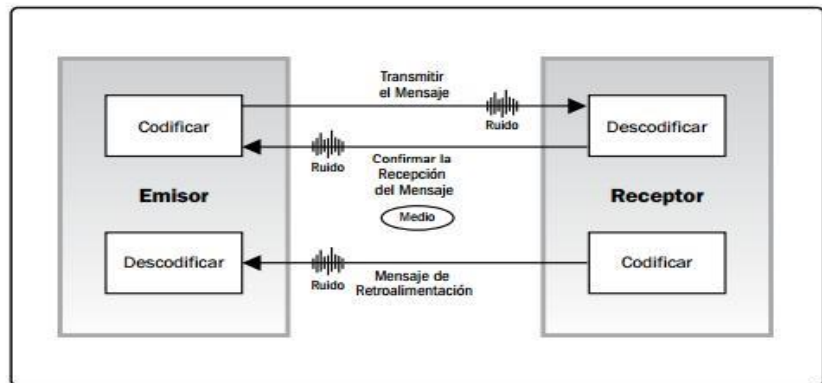 Transmitir
el Mensaje
Ruido
Codificar
Descodificar
Ruido
Confirmar la
Recepción
del Mensaje
Emisor
Receptor
Medio
Descodificar
Codificar
Ruido
Mensaje de
Retroalimentación